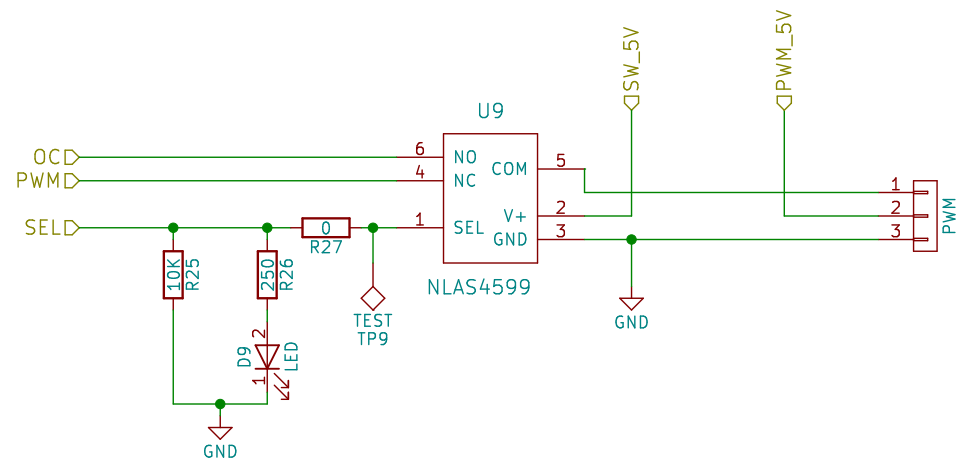 SW_5V
PWM_5V
U9
OC
6
NO
COM
5
PWM
4
NC
1
V+
2
2
SEL
0
1
SEL
GND
3
3
PWM
R27
10K
R25
250
R26
NLAS4599
TEST
TP9
GND
2
D9
LED
1
GND